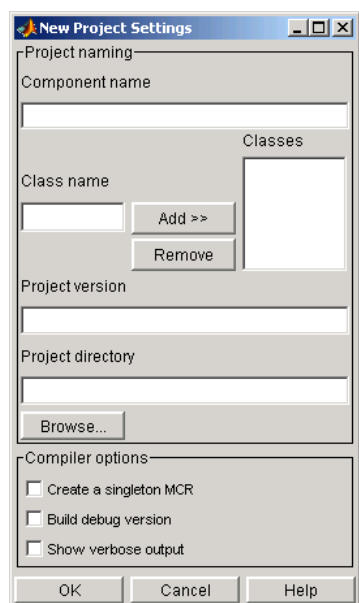 New Project Settings
Project naming
Component name
Classes
Class name
Add >>
Remove
Project version
Project directory
Browse...
Compiler options
Create a singleton MCR
Build debug version
Show verbose output
OK Cancel Help